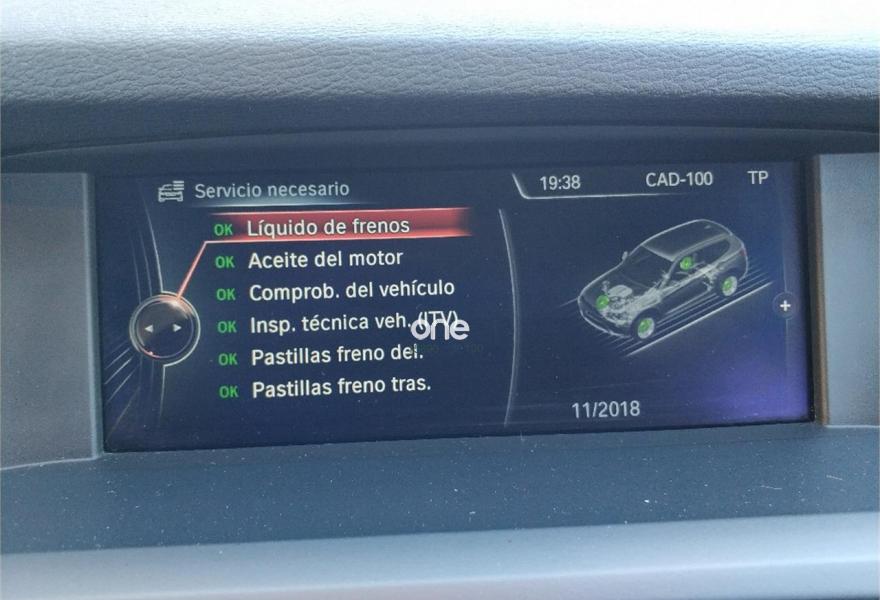 Servicio necesario
19:38 CAD-100 TP
OK Líquido de frenos
OK Aceite del motor
OK Comprob. del vehículo
OK Insp. técnica veh. (ITV)
one
OK Pastillas freno del.
OK Pastillas freno tras.
11/2018